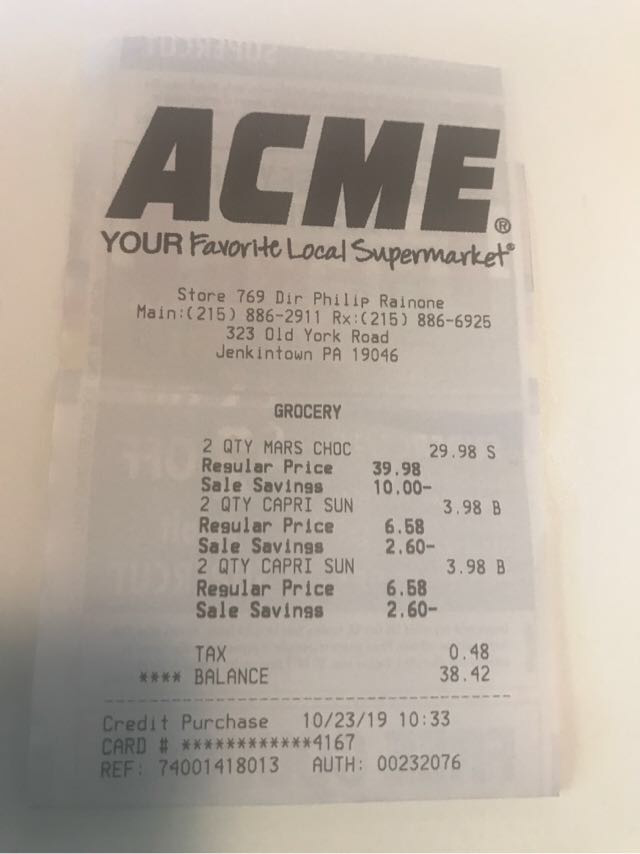 ACME®
YOUR Favorite Local Supermarket®
Store 769 Dir Philip Rainone
Main:(215) 886-2911 Rx:(215) 886-6925
323 Old York Road
Jenkintown PA 19046
GROCERY
2 QTY MARS CHOC 29.98 S
Regular Price 39.98
Sale Savings 10.00-
2 QTY CAPRI SUN 3.98 B
Regular Price 6.58
Sale Savings 2.60-
2 QTY CAPRI SUN 3.98 B
Regular Price 6.58
Sale Savings 2.60-
TAX 0.48
**** BALANCE 38.42
Credit Purchase 10/23/19 10:33
CARD # ************4167
REF: 74001418013 AUTH: 00232076